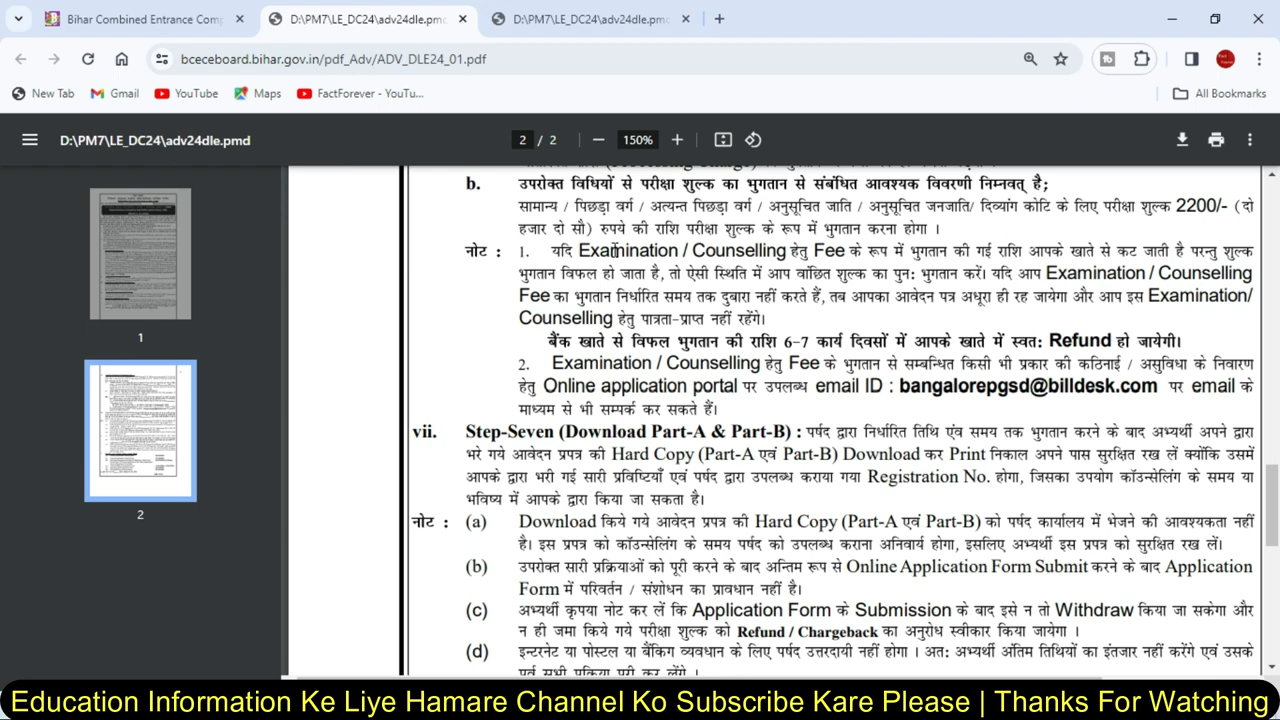 Bihar Combined Entrance Comp
D:\PM7\LE_DC24\adv24dle.pmd
D:\PM7\LE_DC24\adv24dle.pmd
bceceboard.bihar.gov.in/pdf_Adv/ADV_DLE24_01.pdf
New Tab
Gmail
YouTube
Maps
FactForever - YouTu...
All Bookmarks
D:\PM7\LE_DC24\adv24dle.pmd
2 / 2
150%
1
2
b. उपरोक्त विधियों से परीक्षा शुल्क का भुगतान से संबंधित आवश्यक विवरणी निम्नवत् है;
सामान्य / पिछड़ा वर्ग / अत्यन्त पिछड़ा वर्ग / अनुसूचित जाति / अनुसूचित जनजाति/ दिव्यांग कोटि के लिए परीक्षा शुल्क 2200/- (दो
हजार दो सौ) रुपये की राशि परीक्षा शुल्क के रूप में भुगतान करना होगा ।
नोट : 1. यदि Examination / Counselling हेतु Fee के रूप में भुगतान की गई राशि आपके खाते से कट जाती है परन्तु शुल्क
भुगतान विफल हो जाता है, तो ऐसी स्थिति में आप वांछित शुल्क का पुन: भुगतान करें। यदि आप Examination / Counselling
Fee का भुगतान निर्धारित समय तक दुबारा नहीं करते हैं, तब आपका आवेदन पत्र अधूरा हो रह जायेगा और आप इस Examination/
Counselling हेतु पात्रता-प्राप्त नहीं रहेंगे।
बैंक खाते से विफल भुगतान की राशि 6-7 कार्य दिवसों में आपके खाते में स्वत: Refund हो जायेगी।
2. Examination / Counselling हेतु Fee के भुगतान से सम्बन्धित किसी भी प्रकार की कठिनाई / असुविधा के निवारण
हेतु Online application portal पर उपलब्ध email ID : bangalorepgsd@billdesk.com पर email के
माध्यम से भी सम्पर्क कर सकते हैं।
vii. Step-Seven (Download Part-A & Part-B) : पर्षद द्वारा निर्धारित तिथि एंव समय तक भुगतान करने के बाद अभ्यर्थी अपने द्वारा
भरे गये आवेदन प्रपत्र की Hard Copy (Part-A एवं Part-B) Download कर Print निकाल अपने पास सुरक्षित रख लें क्योंकि उसमें
आपके द्वारा भरी गई सारी प्रविष्टियाँ एवं पर्षद द्वारा उपलब्ध कराया गया Registration No. होगा, जिसका उपयोग कॉउन्सेलिंग के समय या
भविष्य में आपके द्वारा किया जा सकता है।
नोट : (a) Download किये गये आवेदन प्रपत्र की Hard Copy (Part-A एवं Part-B) को पर्षद कार्यालय में भेजने की आवश्यकता नहीं
है। इस प्रपत्र को कॉउन्सेलिंग के समय पर्षद को उपलब्ध कराना अनिवार्य होगा, इसलिए अभ्यर्थी इस प्रपत्र को सुरक्षित रख लें।
(b) उपरोक्त सारी प्रक्रियाओं को पूरी करने के बाद अन्तिम रूप से Online Application Form Submit करने के बाद Application
Form में परिवर्तन / संशोधन का प्रावधान नहीं है।
(c) अभ्यर्थी कृपया नोट कर लें कि Application Form के Submission के बाद इसे न तो Withdraw किया जा सकेगा और
न हो जमा किये गये परीक्षा शुल्क को Refund / Chargeback का अनुरोध स्वीकार किया जायेगा ।
(d) इन्टरनेट या पोस्टल या बैंकिग व्यवधान के लिए पर्षद उत्तरदायी नहीं होगा । अत: अभ्यर्थी अंतिम तिथियों का इंतजार नहीं करेंगे एवं उसके
पूर्व सभी प्रक्रिया पूरी कर लेंगे ।
Education Information Ke Liye Hamare Channel Ko Subscribe Kare Please | Thanks For Watching